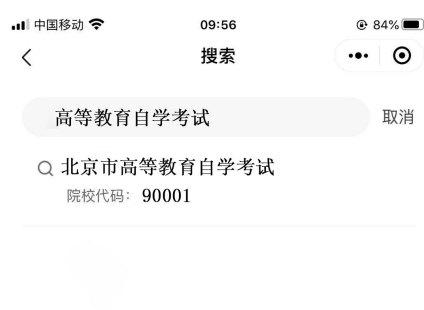 中国移动 09:56 84%
搜索
高等教育自学考试 取消
北京市高等教育自学考试
院校代码： 90001